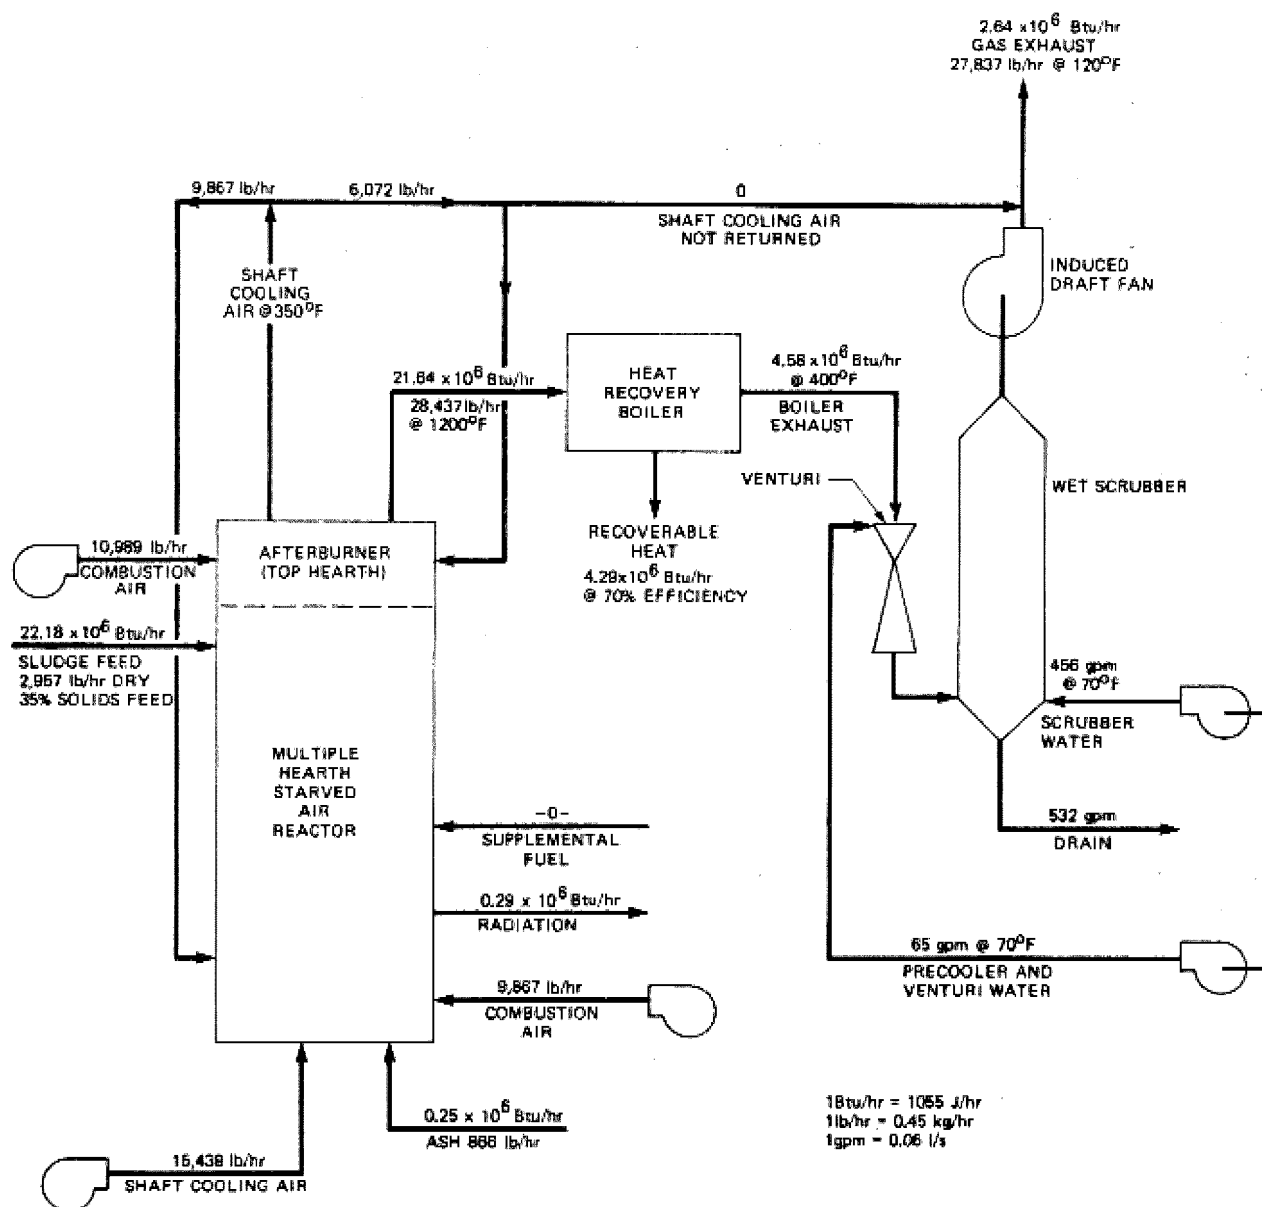 2.64 x10⁶ Btu/hr
GAS EXHAUST
27,837 lb/hr @ 120°F
9,867 lb/hr
6,072 lb/hr
0
SHAFT COOLING AIR
NOT RETURNED
INDUCED
DRAFT FAN
SHAFT
COOLING
AIR @350°F
21.64 x 10⁶ Btu/hr
28,437lb/hr
@ 1200°F
HEAT
RECOVERY
BOILER
4.58 x10⁶ Btu/hr
@ 400°F
BOILER
EXHAUST
VENTURI
WET SCRUBBER
RECOVERABLE
HEAT
4.29x10⁶ Btu/hr
@ 70% EFFICIENCY
10,989 lb/hr
COMBUSTION
AIR
AFTERBURNER
(TOP HEARTH)
22.18 x10⁶ Btu/hr
SLUDGE FEED
2,957 lb/hr DRY
35% SOLIDS FEED
456 gpm
@ 70°F
SCRUBBER
WATER
MULTIPLE
HEARTH
STARVED
AIR
REACTOR
-0-
SUPPLEMENTAL
FUEL
532 gpm
DRAIN
0.29 x 10⁶ Btu/hr
RADIATION
65 gpm @ 70°F
PRECOOLER AND
VENTURI WATER
9,867 lb/hr
COMBUSTION
AIR
0.25 x 10⁶ Btu/hr
ASH 866 lb/hr
15,439 lb/hr
SHAFT COOLING AIR
1Btu/hr = 1055 J/hr
1lb/hr = 0.45 kg/hr
1gpm = 0.06 l/s